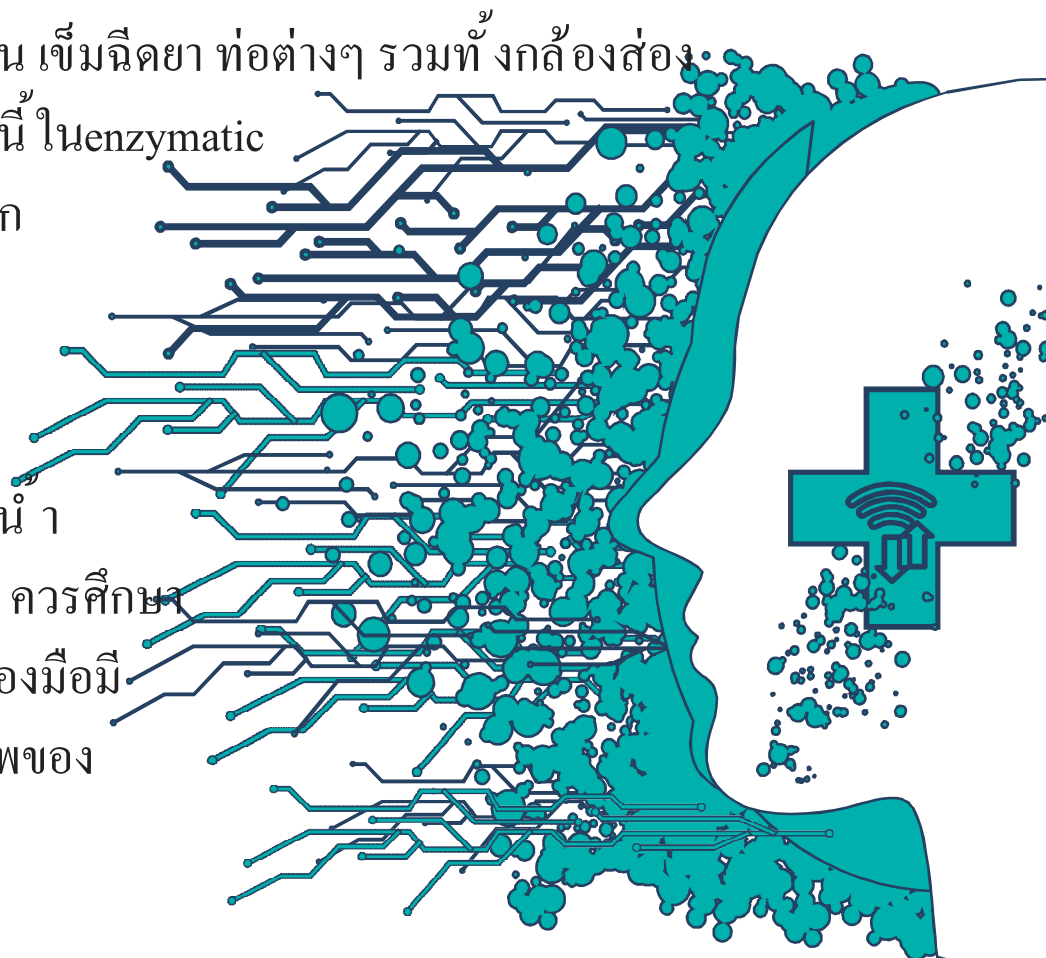 น เข็มฉีดยา ท่อต่างๆ รวมทั้งกล้องส่อง
นี้ ในenzymatic
ก
น้ำ
ควรศึกษา
องมือมี
พของ